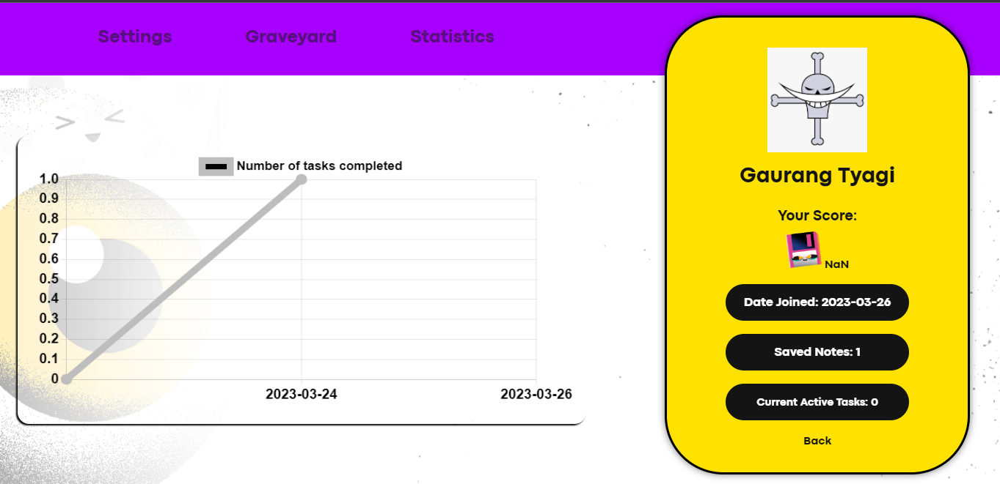 Settings Graveyard Statistics
Number of tasks completed
1.0
0.9
0.8
0.7
0.6
0.5
0.4
0.3
0.2
0.1
0
2023-03-24 2023-03-26
Gaurang Tyagi
Your Score:
NaN
Date Joined: 2023-03-26
Saved Notes: 1
Current Active Tasks: 0
Back